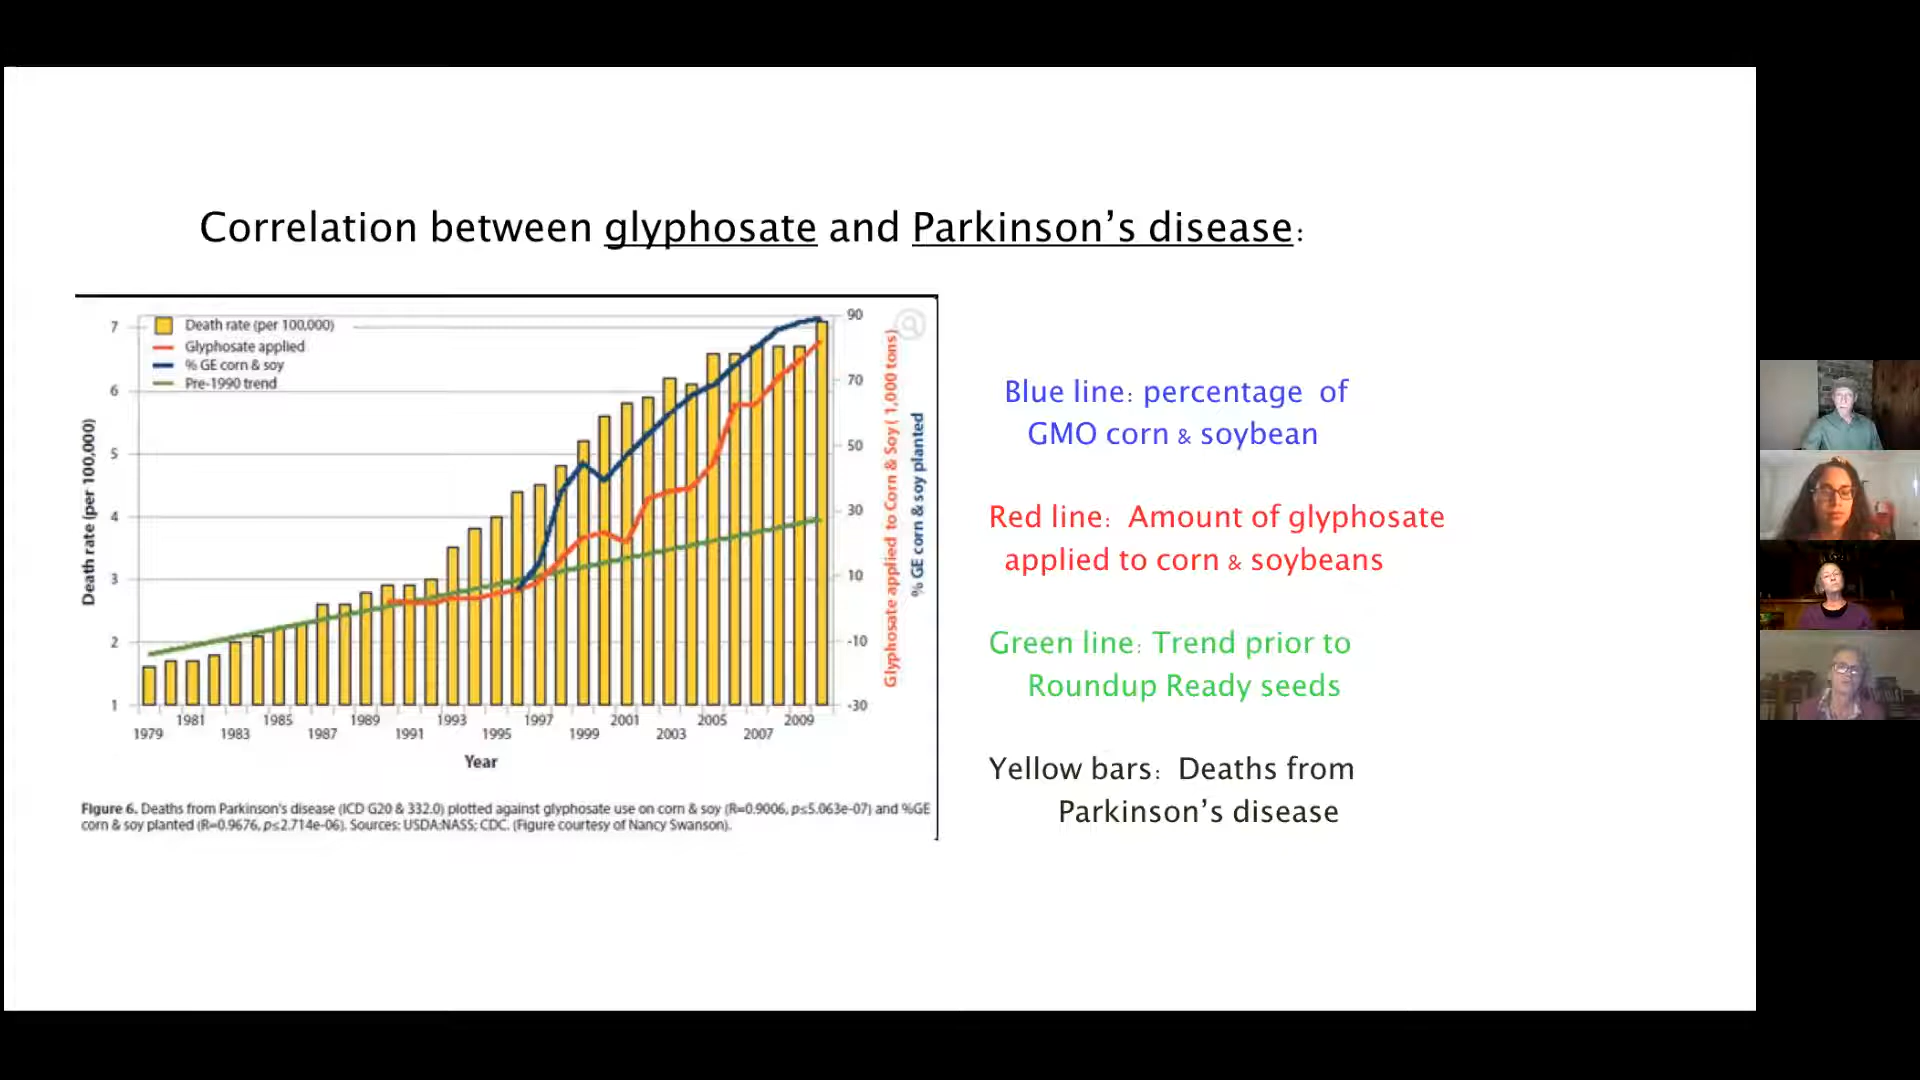 Correlation between glyphosate and Parkinson's disease:
Death rate (per 100,000)
Glyphosate applied
% GE corn & soy
Pre-1990 trend
7
6
5
4
3
2
1
90
70
50
30
10
-10
-30
Death rate (per 100,000)
Glyphosate applied to Corn & Soy ( 1,000 tons)
% GE corn & soy planted
1981 1985 1989 1993 1997 2001 2005 2009
1979 1983 1987 1991 1995 1999 2003 2007
Year
Figure 6. Deaths from Parkinson's disease (ICD G20 & 332.0) plotted against glyphosate use on corn & soy (R=0.9006, p≤5.063e-07) and %GE
corn & soy planted (R=0.9676, p≤2.714e-06). Sources: USDA:NASS; CDC. (Figure courtesy of Nancy Swanson).
Blue line: percentage of
GMO corn & soybean
Red line: Amount of glyphosate
applied to corn & soybeans
Green line: Trend prior to
Roundup Ready seeds
Yellow bars: Deaths from
Parkinson's disease